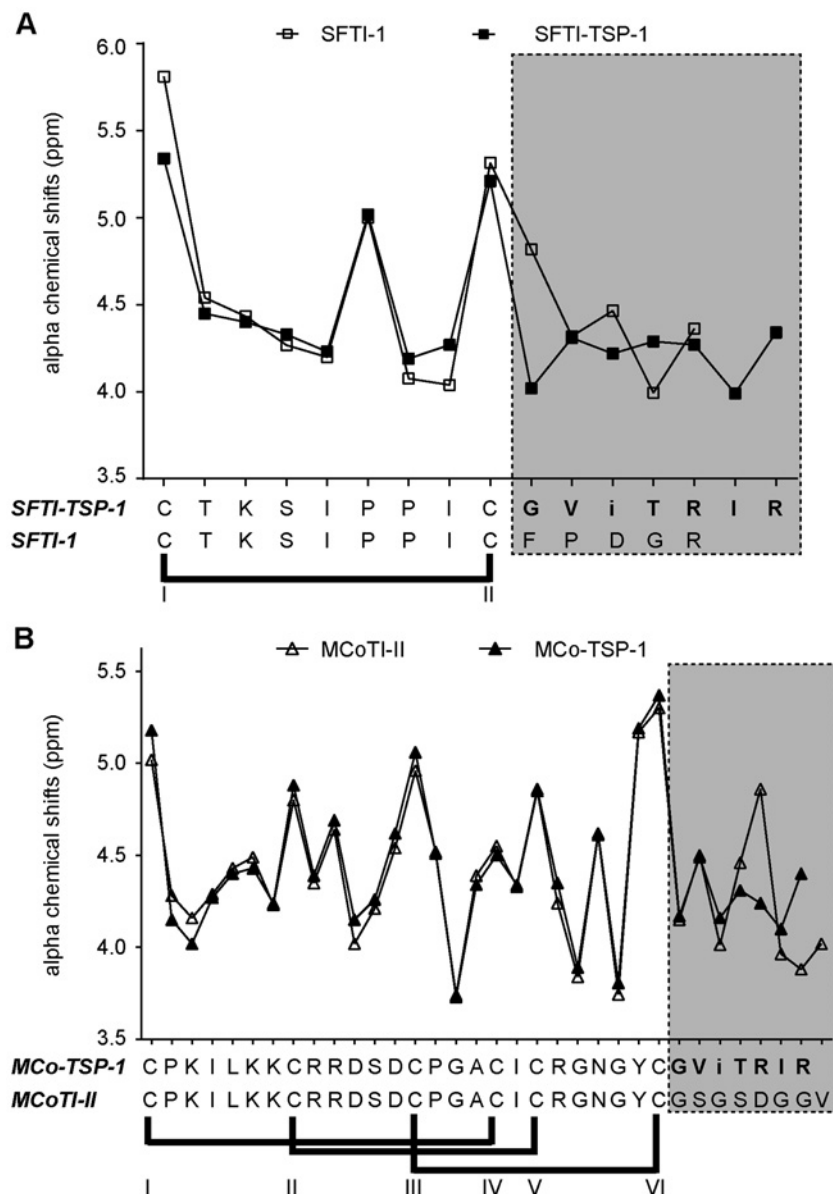 A
SFTI-1 SFTI-TSP-1
6.0
5.5
5.0
4.5
4.0
3.5
alpha chemical shifts (ppm)
SFTI-TSP-1 C T K S I P P I C G V i T R I R
SFTI-1 C T K S I P P I C F P D G R
I II
B
MCoTI-II MCo-TSP-1
5.5
5.0
4.5
4.0
3.5
alpha chemical shifts (ppm)
MCo-TSP-1 CPKILKKCRRDSDCPGACICRGNGYCGViTRIR
MCoTI-II CPKILKKCRRDSDCPGACICRGNGYCGSGSDGGV
I II III IV V VI